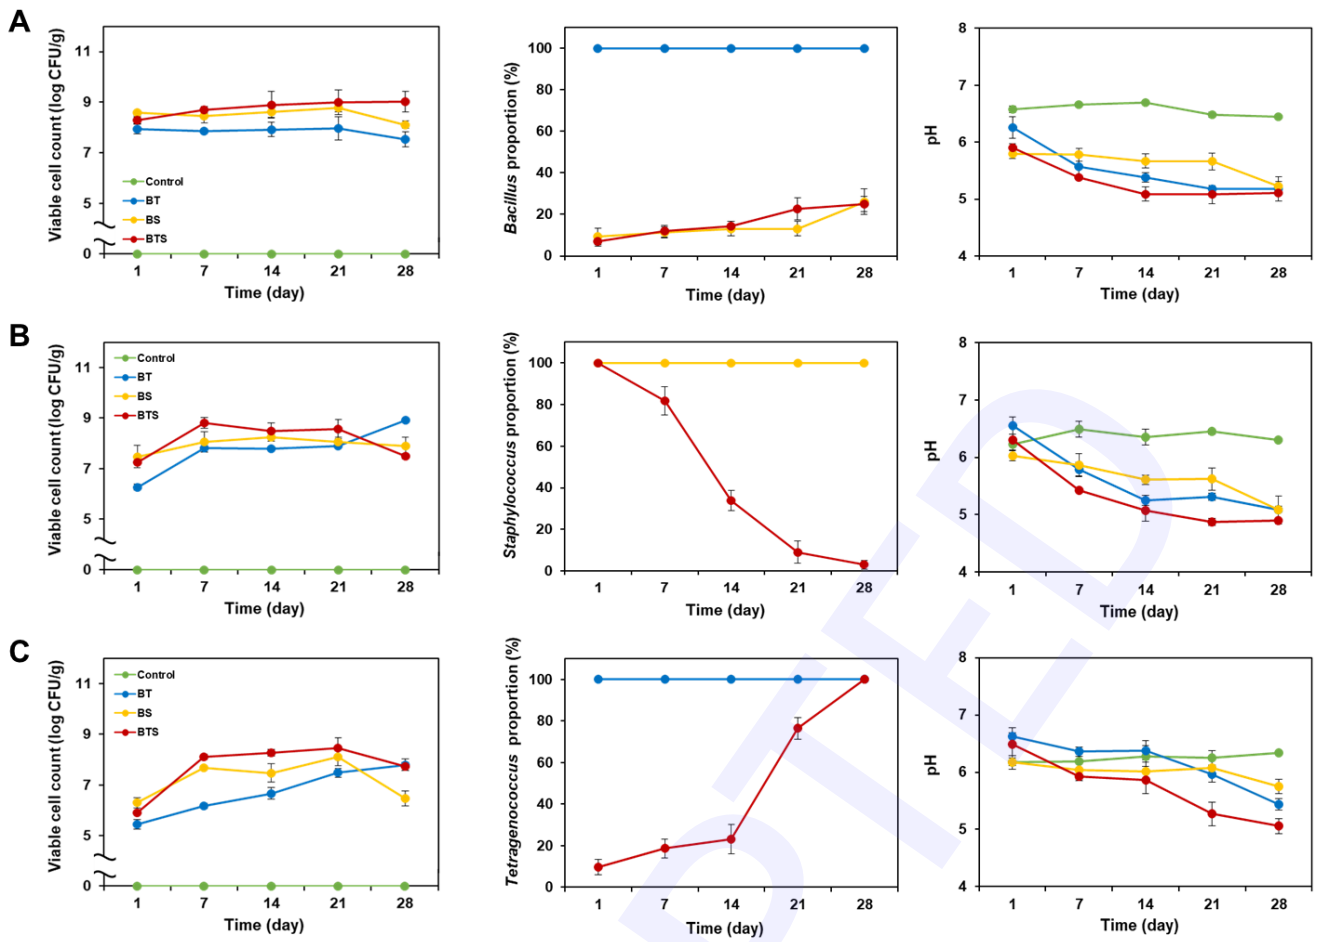 A
Viable cell count (log CFU/g)
11
9
7
5
0
Control
BT
BS
BTS
1 7 14 21 28
Time (day)
Bacillus proportion (%)
100
80
60
40
20
0
1 7 14 21 28
Time (day)
pH
8
7
6
5
4
1 7 14 21 28
Time (day)
B
Viable cell count (log CFU/g)
11
9
7
5
0
Control
BT
BS
BTS
1 7 14 21 28
Time (day)
Staphylococcus proportion (%)
100
80
60
40
20
0
1 7 14 21 28
Time (day)
pH
8
7
6
5
4
1 7 14 21 28
Time (day)
C
Viable cell count (log CFU/g)
11
9
7
5
0
Control
BT
BS
BTS
1 7 14 21 28
Time (day)
Tetragenococcus proportion (%)
100
80
60
40
20
0
1 7 14 21 28
Time (day)
pH
8
7
6
5
4
1 7 14 21 28
Time (day)
PTED